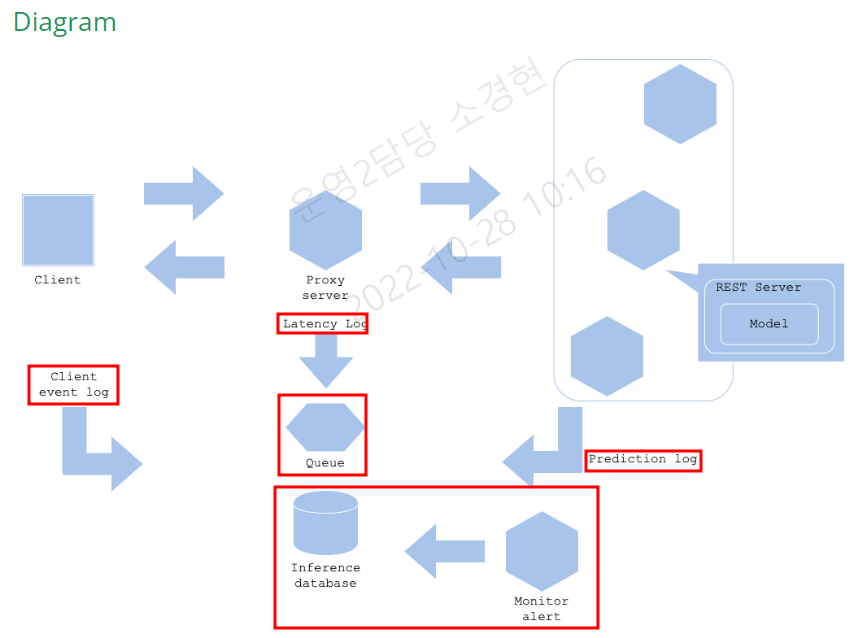 Diagram
운영2담당 소경현
2022-10-28 10:16
Client
Proxy
server
REST Server
Model
Latency Log
Client
event log
Queue
Prediction log
Inference
database
Monitor
alert